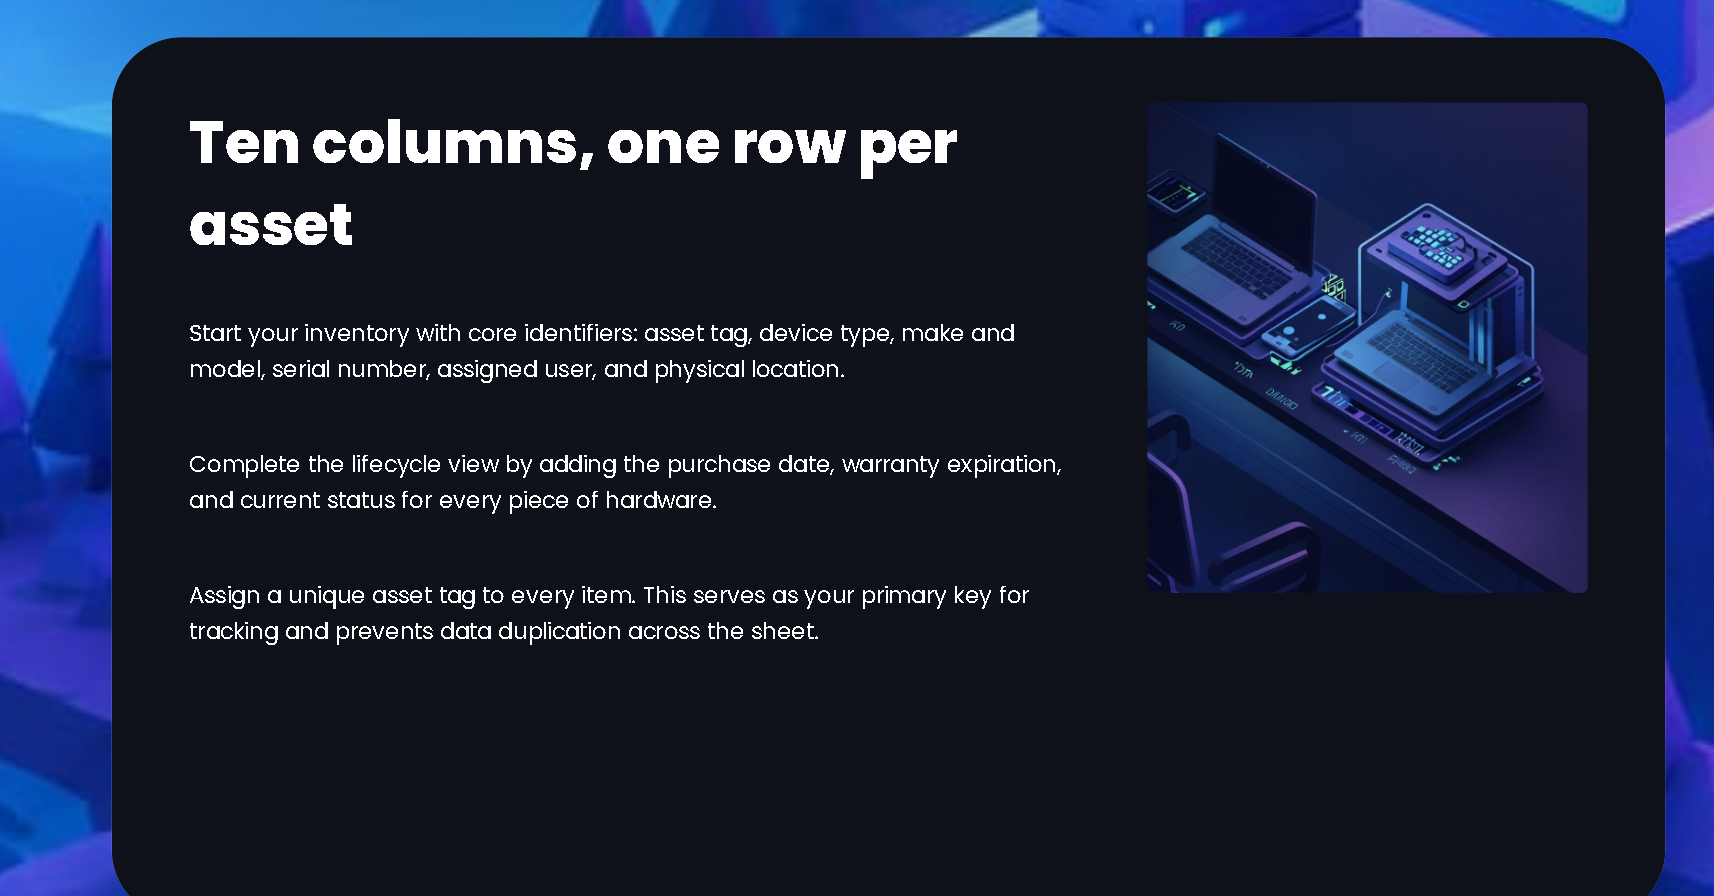 Ten columns, one row per
asset
Start your inventory with core identifiers: asset tag, device type, make and
model, serial number, assigned user, and physical location.
Complete the lifecycle view by adding the purchase date, warranty expiration,
and current status for every piece of hardware.
Assign a unique asset tag to every item. This serves as your primary key for
tracking and prevents data duplication across the sheet.